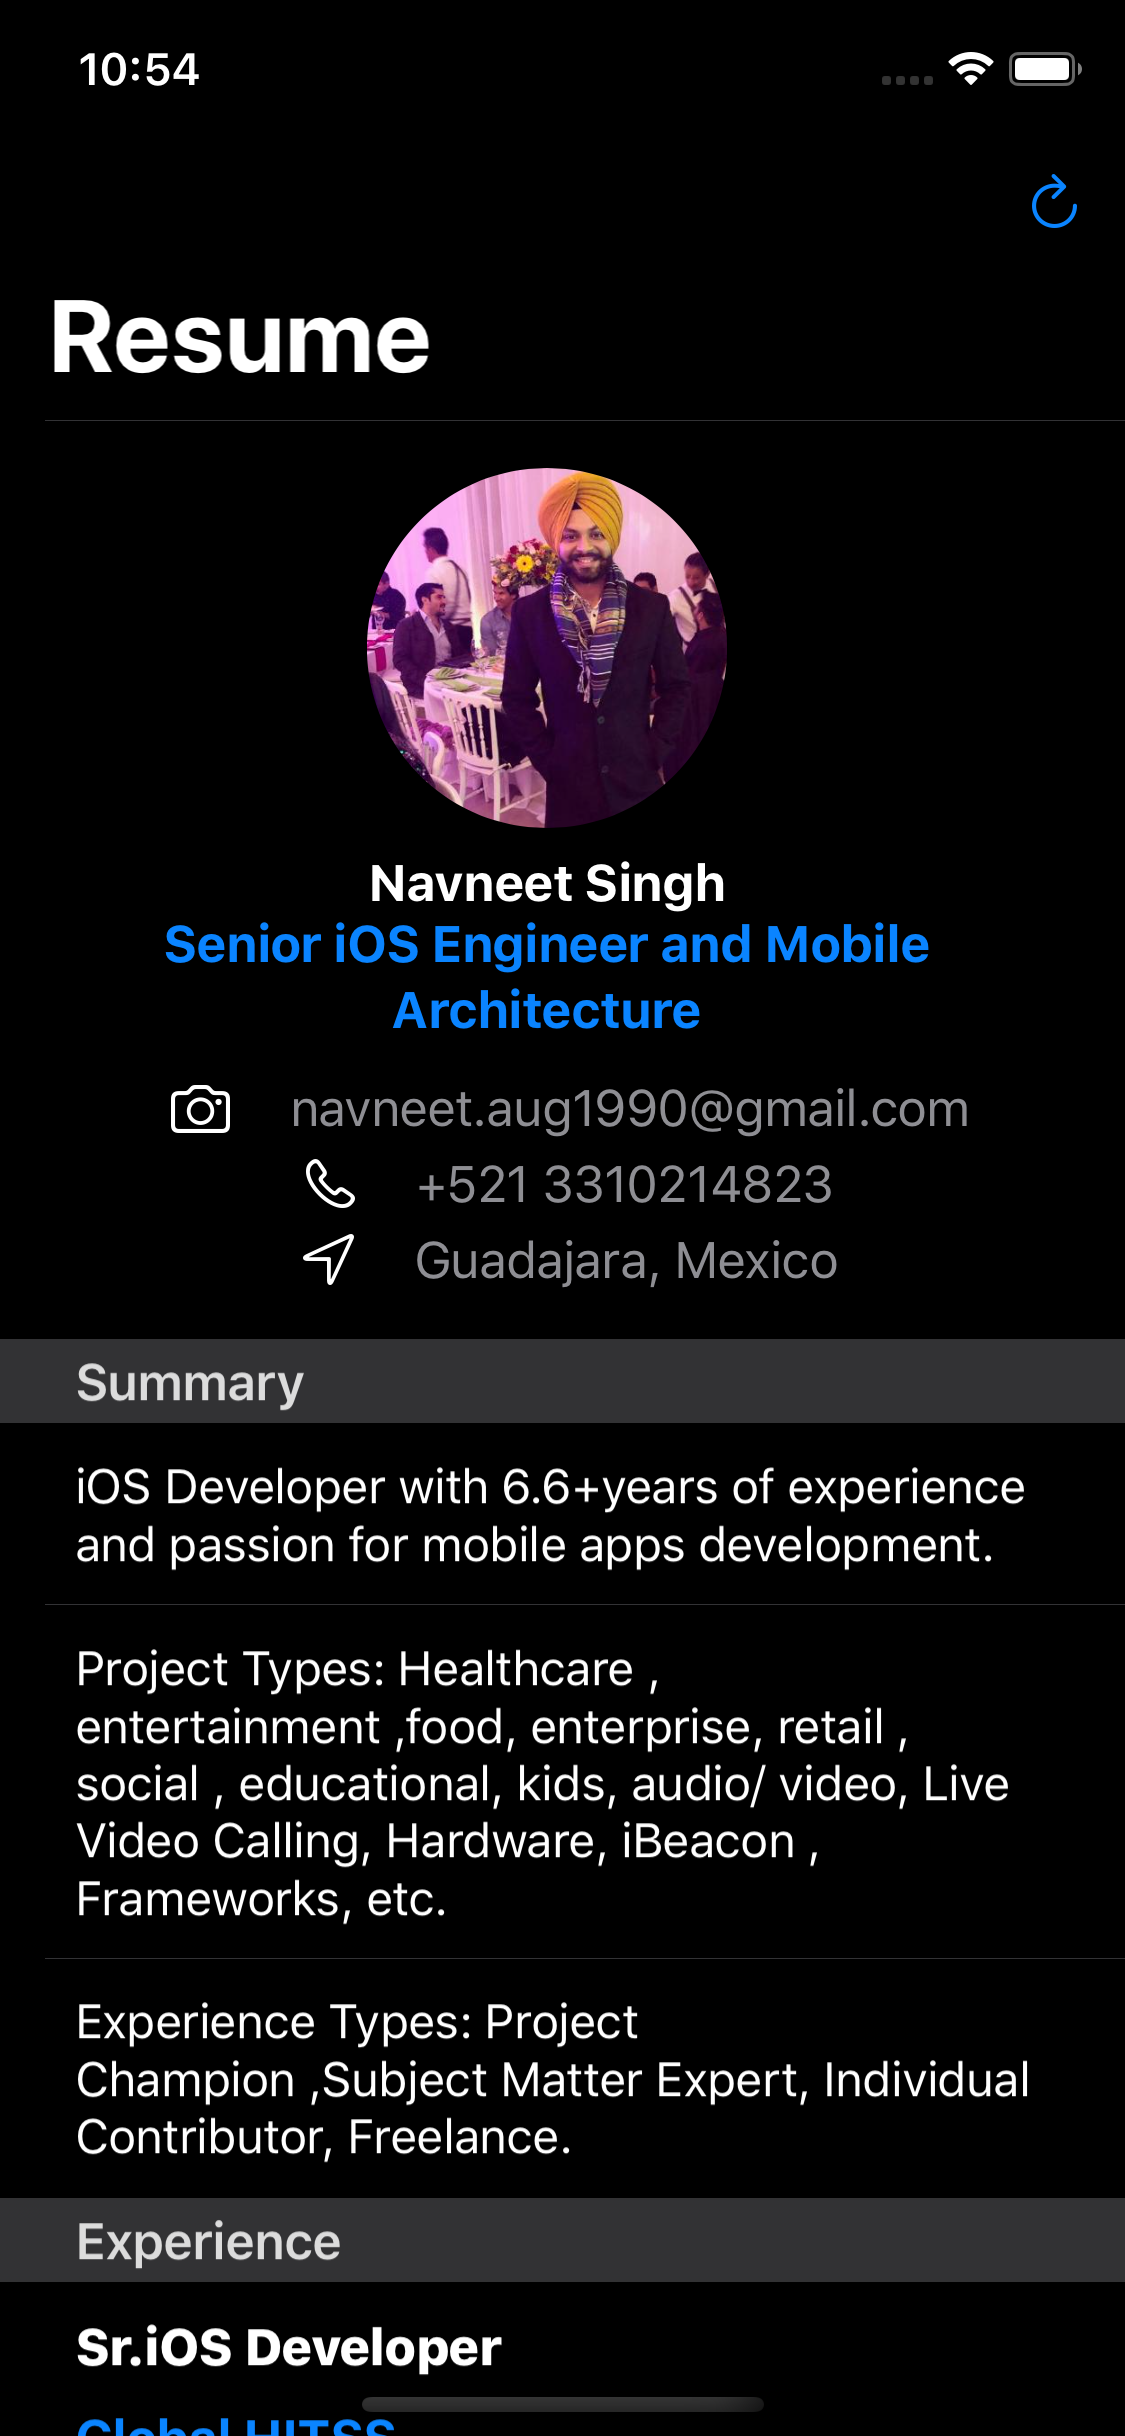 10:54
Resume
Navneet Singh
Senior iOS Engineer and Mobile
Architecture
navneet.aug1990@gmail.com
+521 3310214823
Guadajara, Mexico
Summary
iOS Developer with 6.6+years of experience
and passion for mobile apps development.
Project Types: Healthcare ,
entertainment ,food, enterprise, retail ,
social , educational, kids, audio/ video, Live
Video Calling, Hardware, iBeacon ,
Frameworks, etc.
Experience Types: Project
Champion ,Subject Matter Expert, Individual
Contributor, Freelance.
Experience
Sr.iOS Developer
Global HITSS